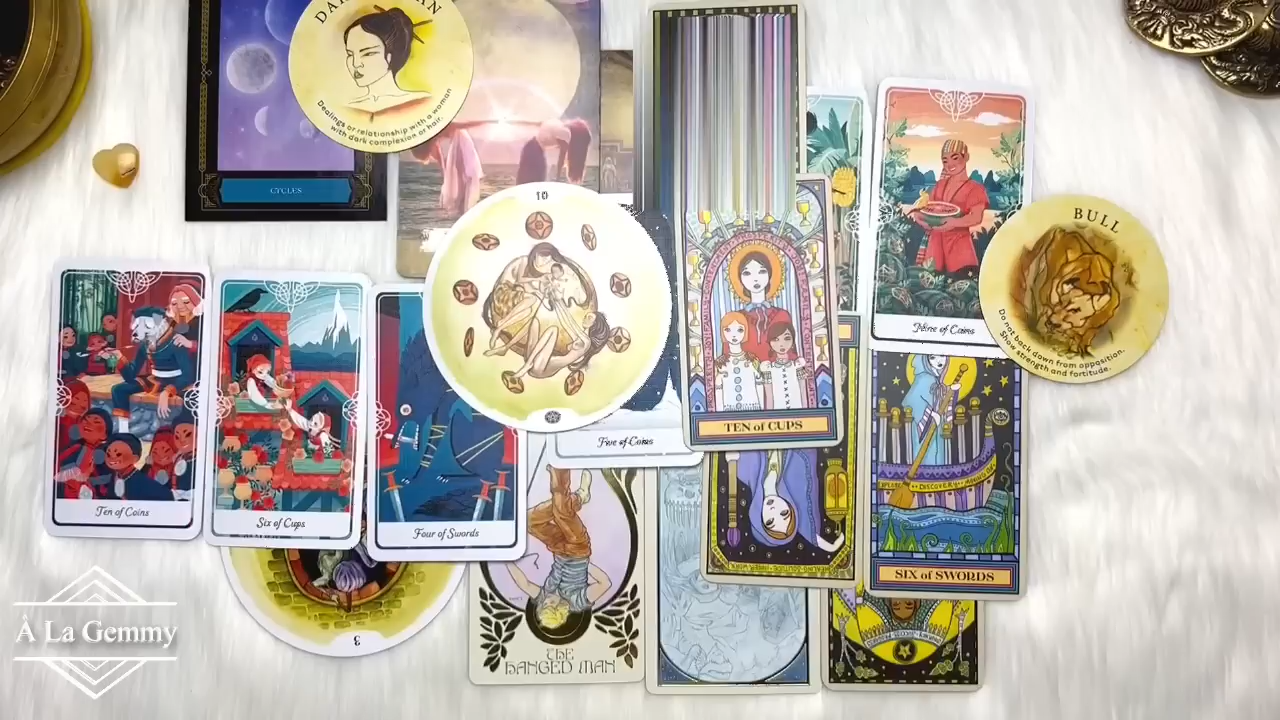 Dealings or relationship with a woman
with dark complexion or hair.
CYCLES
10
BULL
Do not back down from opposition.
Show strength and fortitude.
Nine of Coins
TEN of CUPS
Five of Coins
Ten of Coins
Six of Cups
Four of Swords
SIX of SWORDS
3
THE
HANGED MAN
À La Gemmy